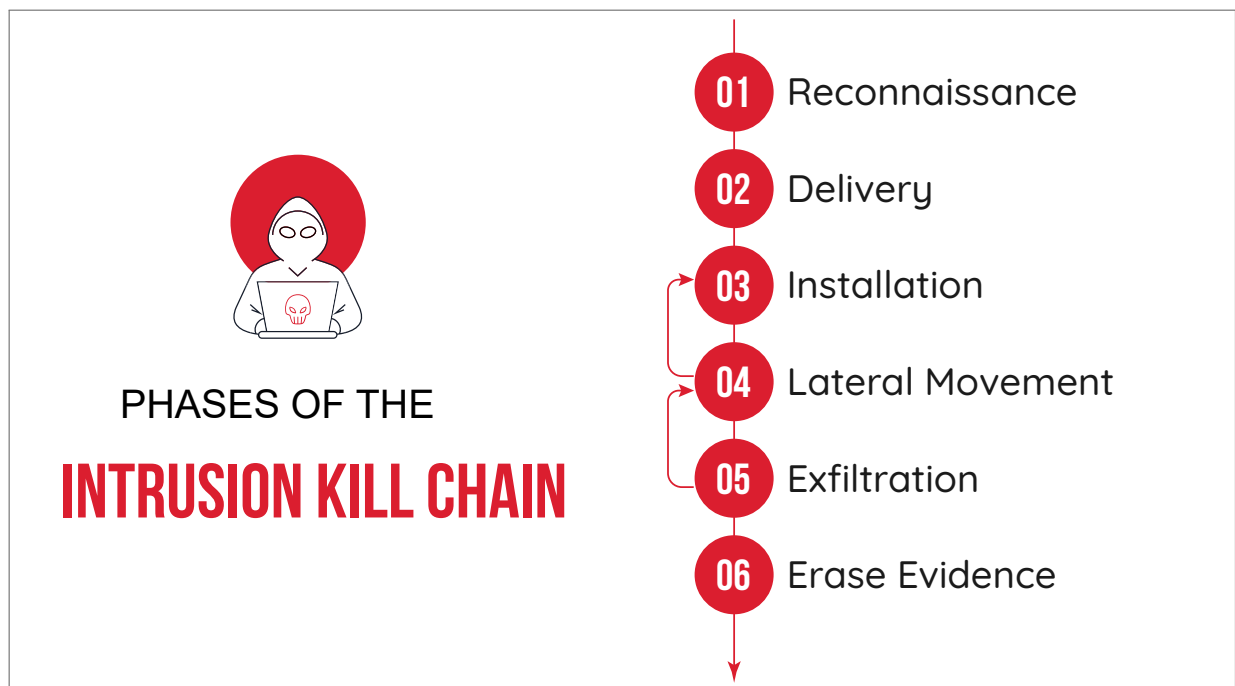 PHASES OF THE
INTRUSION KILL CHAIN
01 Reconnaissance
02 Delivery
03 Installation
04 Lateral Movement
05 Exfiltration
06 Erase Evidence